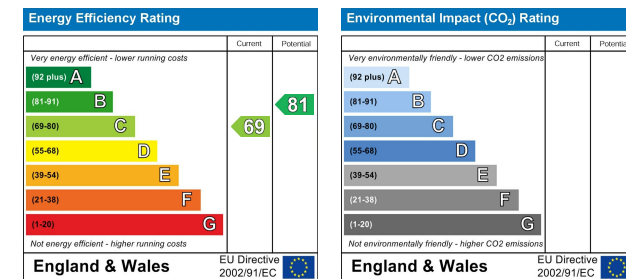 Energy Efficiency Rating
Current Potential
Very energy efficient - lower running costs
(92 plus) A
(81-91) B
81
(69-80) C
69
(55-68) D
(39-54) E
(21-38) F
(1-20) G
Not energy efficient - higher running costs
England & Wales
EU Directive
2002/91/EC
Environmental Impact (CO2) Rating
Current Potential
Very environmentally friendly - lower CO2 emissions
(92 plus) A
(81-91) B
(69-80) C
(55-68) D
(39-54) E
(21-38) F
(1-20) G
Not environmentally friendly - higher CO2 emissions
England & Wales
EU Directive
2002/91/EC